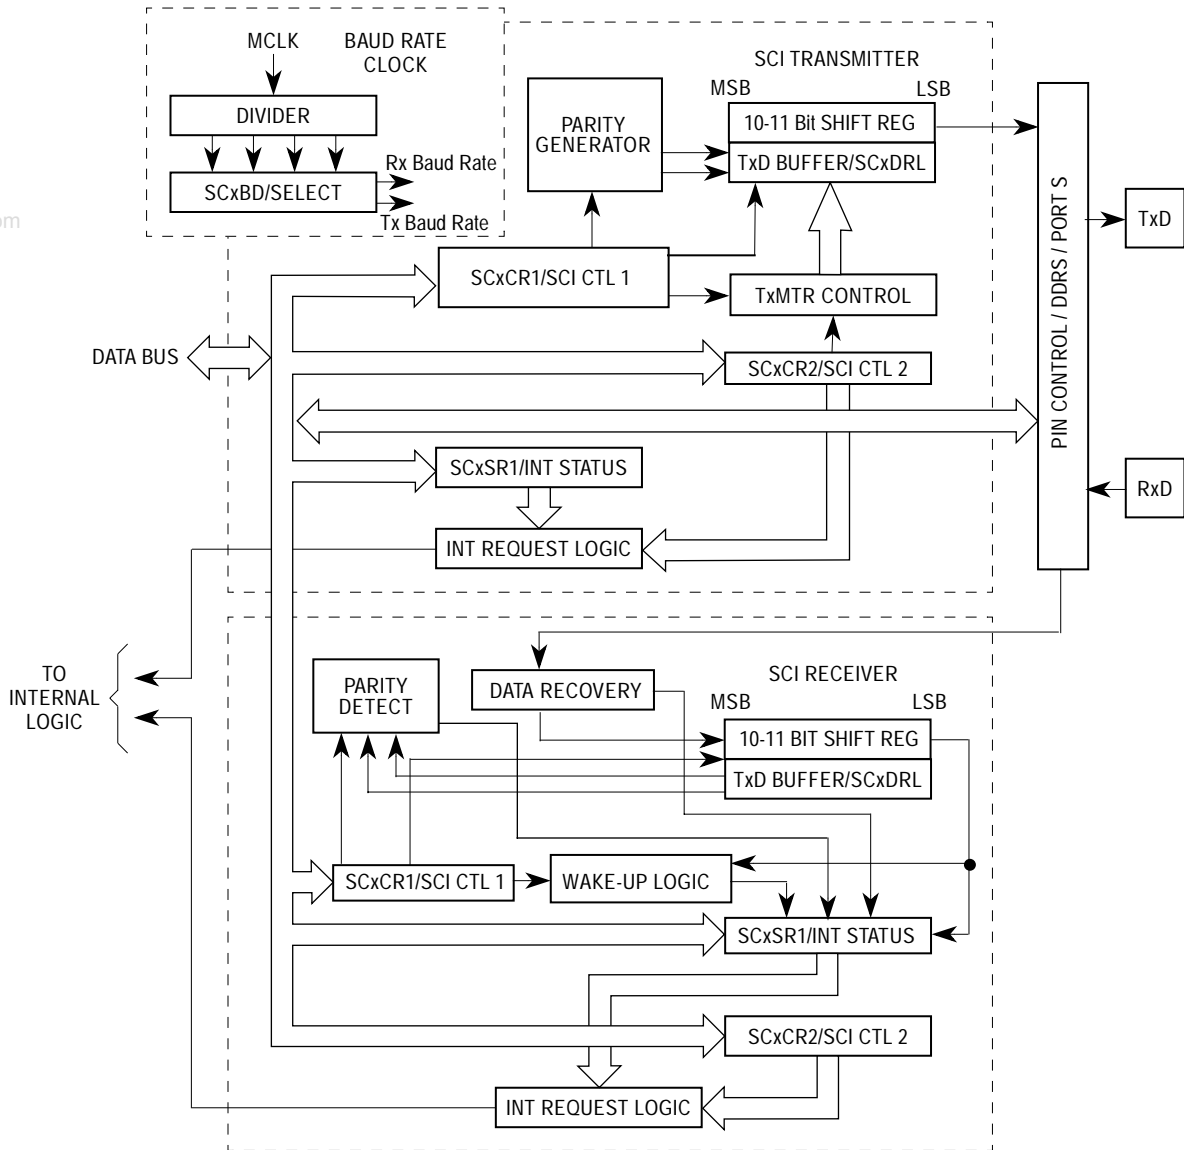 MCLK
BAUD RATE
CLOCK
DIVIDER
SCxBD/SELECT
Rx Baud Rate
Tx Baud Rate
SCI TRANSMITTER
MSB
LSB
PARITY
GENERATOR
10-11 Bit SHIFT REG
TxD BUFFER/SCxDRL
SCxCR1/SCI CTL 1
TxMTR CONTROL
DATA BUS
SCxCR2/SCI CTL 2
SCxSR1/INT STATUS
INT REQUEST LOGIC
PIN CONTROL / DDRS / PORT S
TxD
RxD
om
TO
INTERNAL
LOGIC
SCI RECEIVER
PARITY
DETECT
DATA RECOVERY
MSB
LSB
10-11 BIT SHIFT REG
TxD BUFFER/SCxDRL
SCxCR1/SCI CTL 1
WAKE-UP LOGIC
SCxSR1/INT STATUS
SCxCR2/SCI CTL 2
INT REQUEST LOGIC